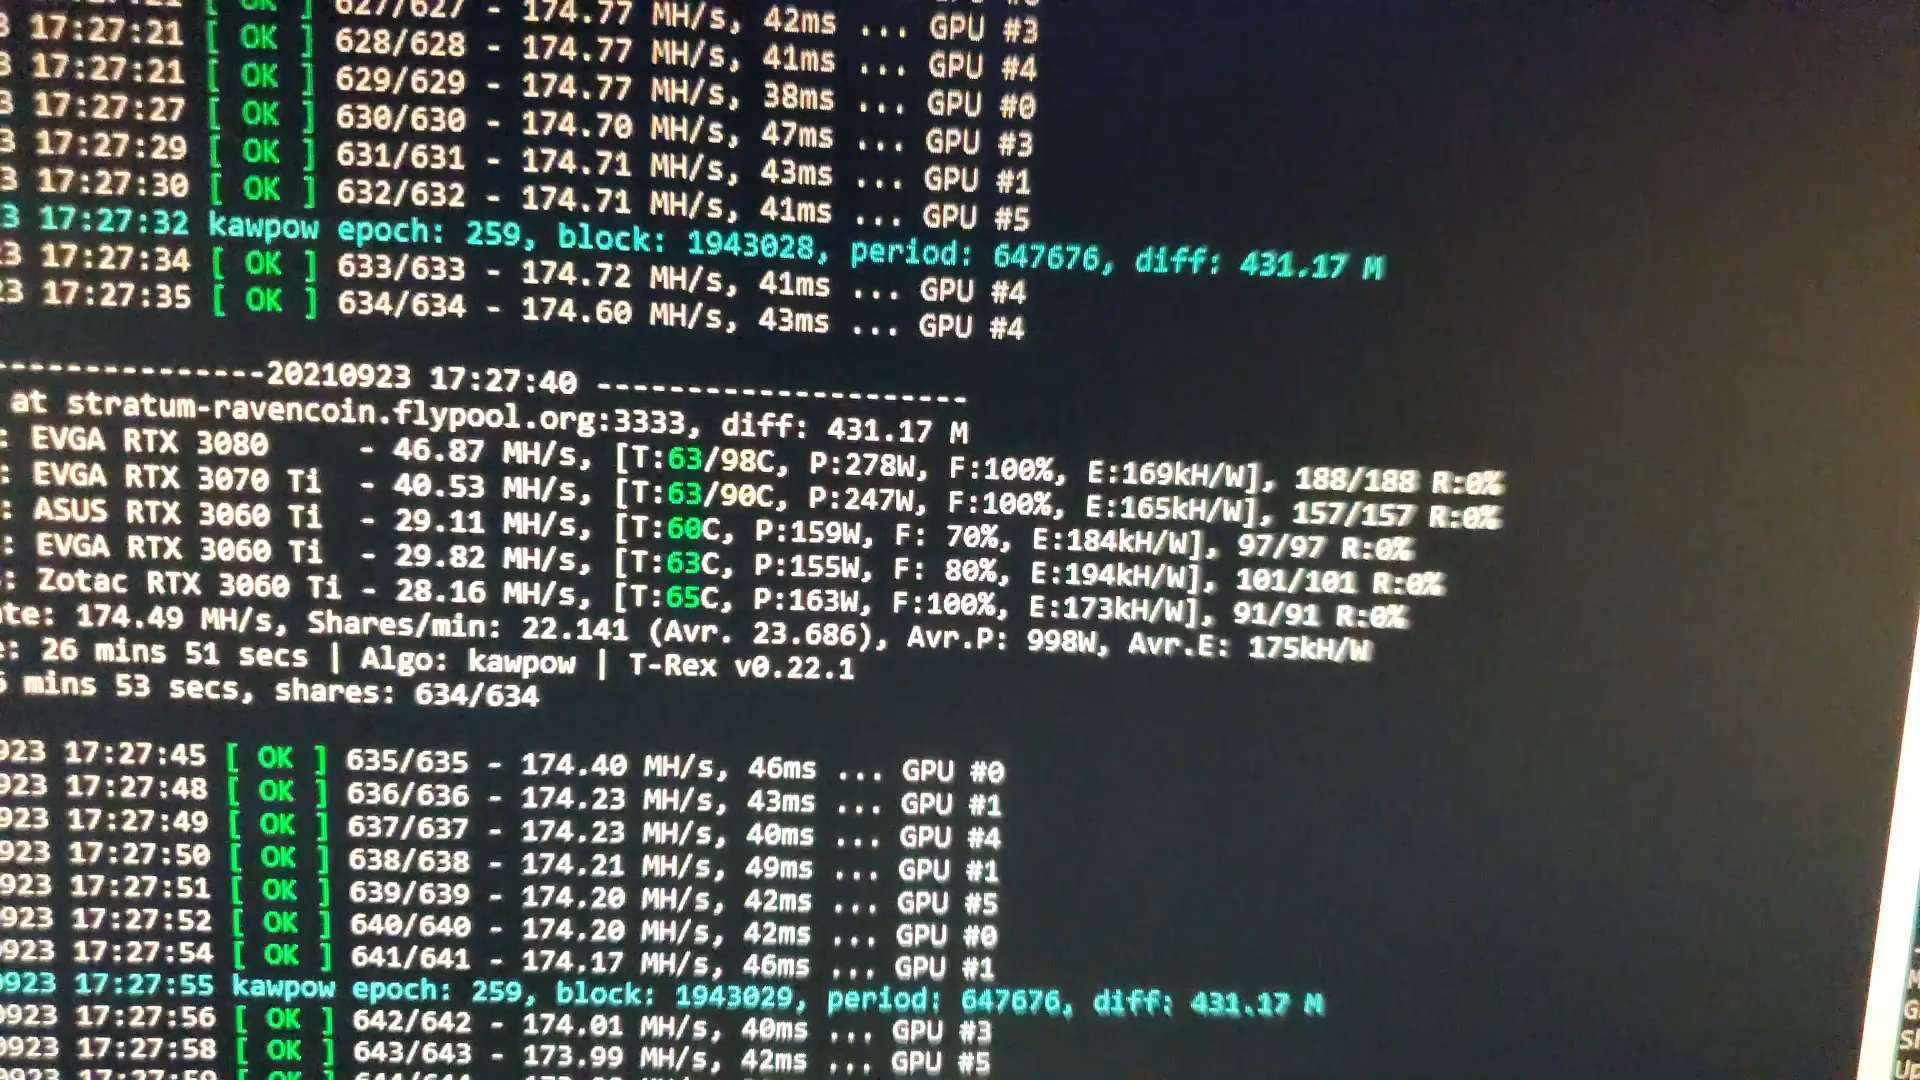 627/627 - 174.77 MH/s, 42ms ... GPU #3
3 17:27:21 [ OK ] 628/628 - 174.77 MH/s, 41ms ... GPU #4
3 17:27:21 [ OK ] 629/629 - 174.77 MH/s, 38ms ... GPU #0
3 17:27:27 [ OK ] 630/630 - 174.70 MH/s, 47ms ... GPU #3
3 17:27:29 [ OK ] 631/631 - 174.71 MH/s, 43ms ... GPU #1
3 17:27:30 [ OK ] 632/632 - 174.71 MH/s, 41ms ... GPU #5
3 17:27:32 kawpow epoch: 259, block: 1943028, period: 647676, diff: 431.17 M
23 17:27:34 [ OK ] 633/633 - 174.72 MH/s, 41ms ... GPU #4
23 17:27:35 [ OK ] 634/634 - 174.60 MH/s, 43ms ... GPU #4
---------------20210923 17:27:40 --------------------
at stratum-ravencoin.flypool.org:3333, diff: 431.17 M
: EVGA RTX 3080 - 46.87 MH/s, [T:63/98C, P:278W, F:100%, E:169kH/W], 188/188 R:0%
: EVGA RTX 3070 Ti - 40.53 MH/s, [T:63/90C, P:247W, F:100%, E:165kH/W], 157/157 R:0%
: ASUS RTX 3060 Ti - 29.11 MH/s, [T:60C, P:159W, F: 70%, E:184kH/W], 97/97 R:0%
: EVGA RTX 3060 Ti - 29.82 MH/s, [T:63C, P:155W, F: 80%, E:194kH/W], 101/101 R:0%
: Zotac RTX 3060 Ti - 28.16 MH/s, [T:65C, P:163W, F:100%, E:173kH/W], 91/91 R:0%
te: 174.49 MH/s, Shares/min: 22.141 (Avr. 23.686), Avr.P: 998W, Avr.E: 175kH/W
e: 26 mins 51 secs | Algo: kawpow | T-Rex v0.22.1
6 mins 53 secs, shares: 634/634
923 17:27:45 [ OK ] 635/635 - 174.40 MH/s, 46ms ... GPU #0
923 17:27:48 [ OK ] 636/636 - 174.23 MH/s, 43ms ... GPU #1
923 17:27:49 [ OK ] 637/637 - 174.23 MH/s, 40ms ... GPU #4
923 17:27:50 [ OK ] 638/638 - 174.21 MH/s, 49ms ... GPU #1
923 17:27:51 [ OK ] 639/639 - 174.20 MH/s, 42ms ... GPU #5
923 17:27:52 [ OK ] 640/640 - 174.20 MH/s, 42ms ... GPU #0
923 17:27:54 [ OK ] 641/641 - 174.17 MH/s, 46ms ... GPU #1
0923 17:27:55 kawpow epoch: 259, block: 1943029, period: 647676, diff: 431.17 M
0923 17:27:56 [ OK ] 642/642 - 174.01 MH/s, 40ms ... GPU #3
0923 17:27:58 [ OK ] 643/643 - 173.99 MH/s, 42ms ... GPU #5